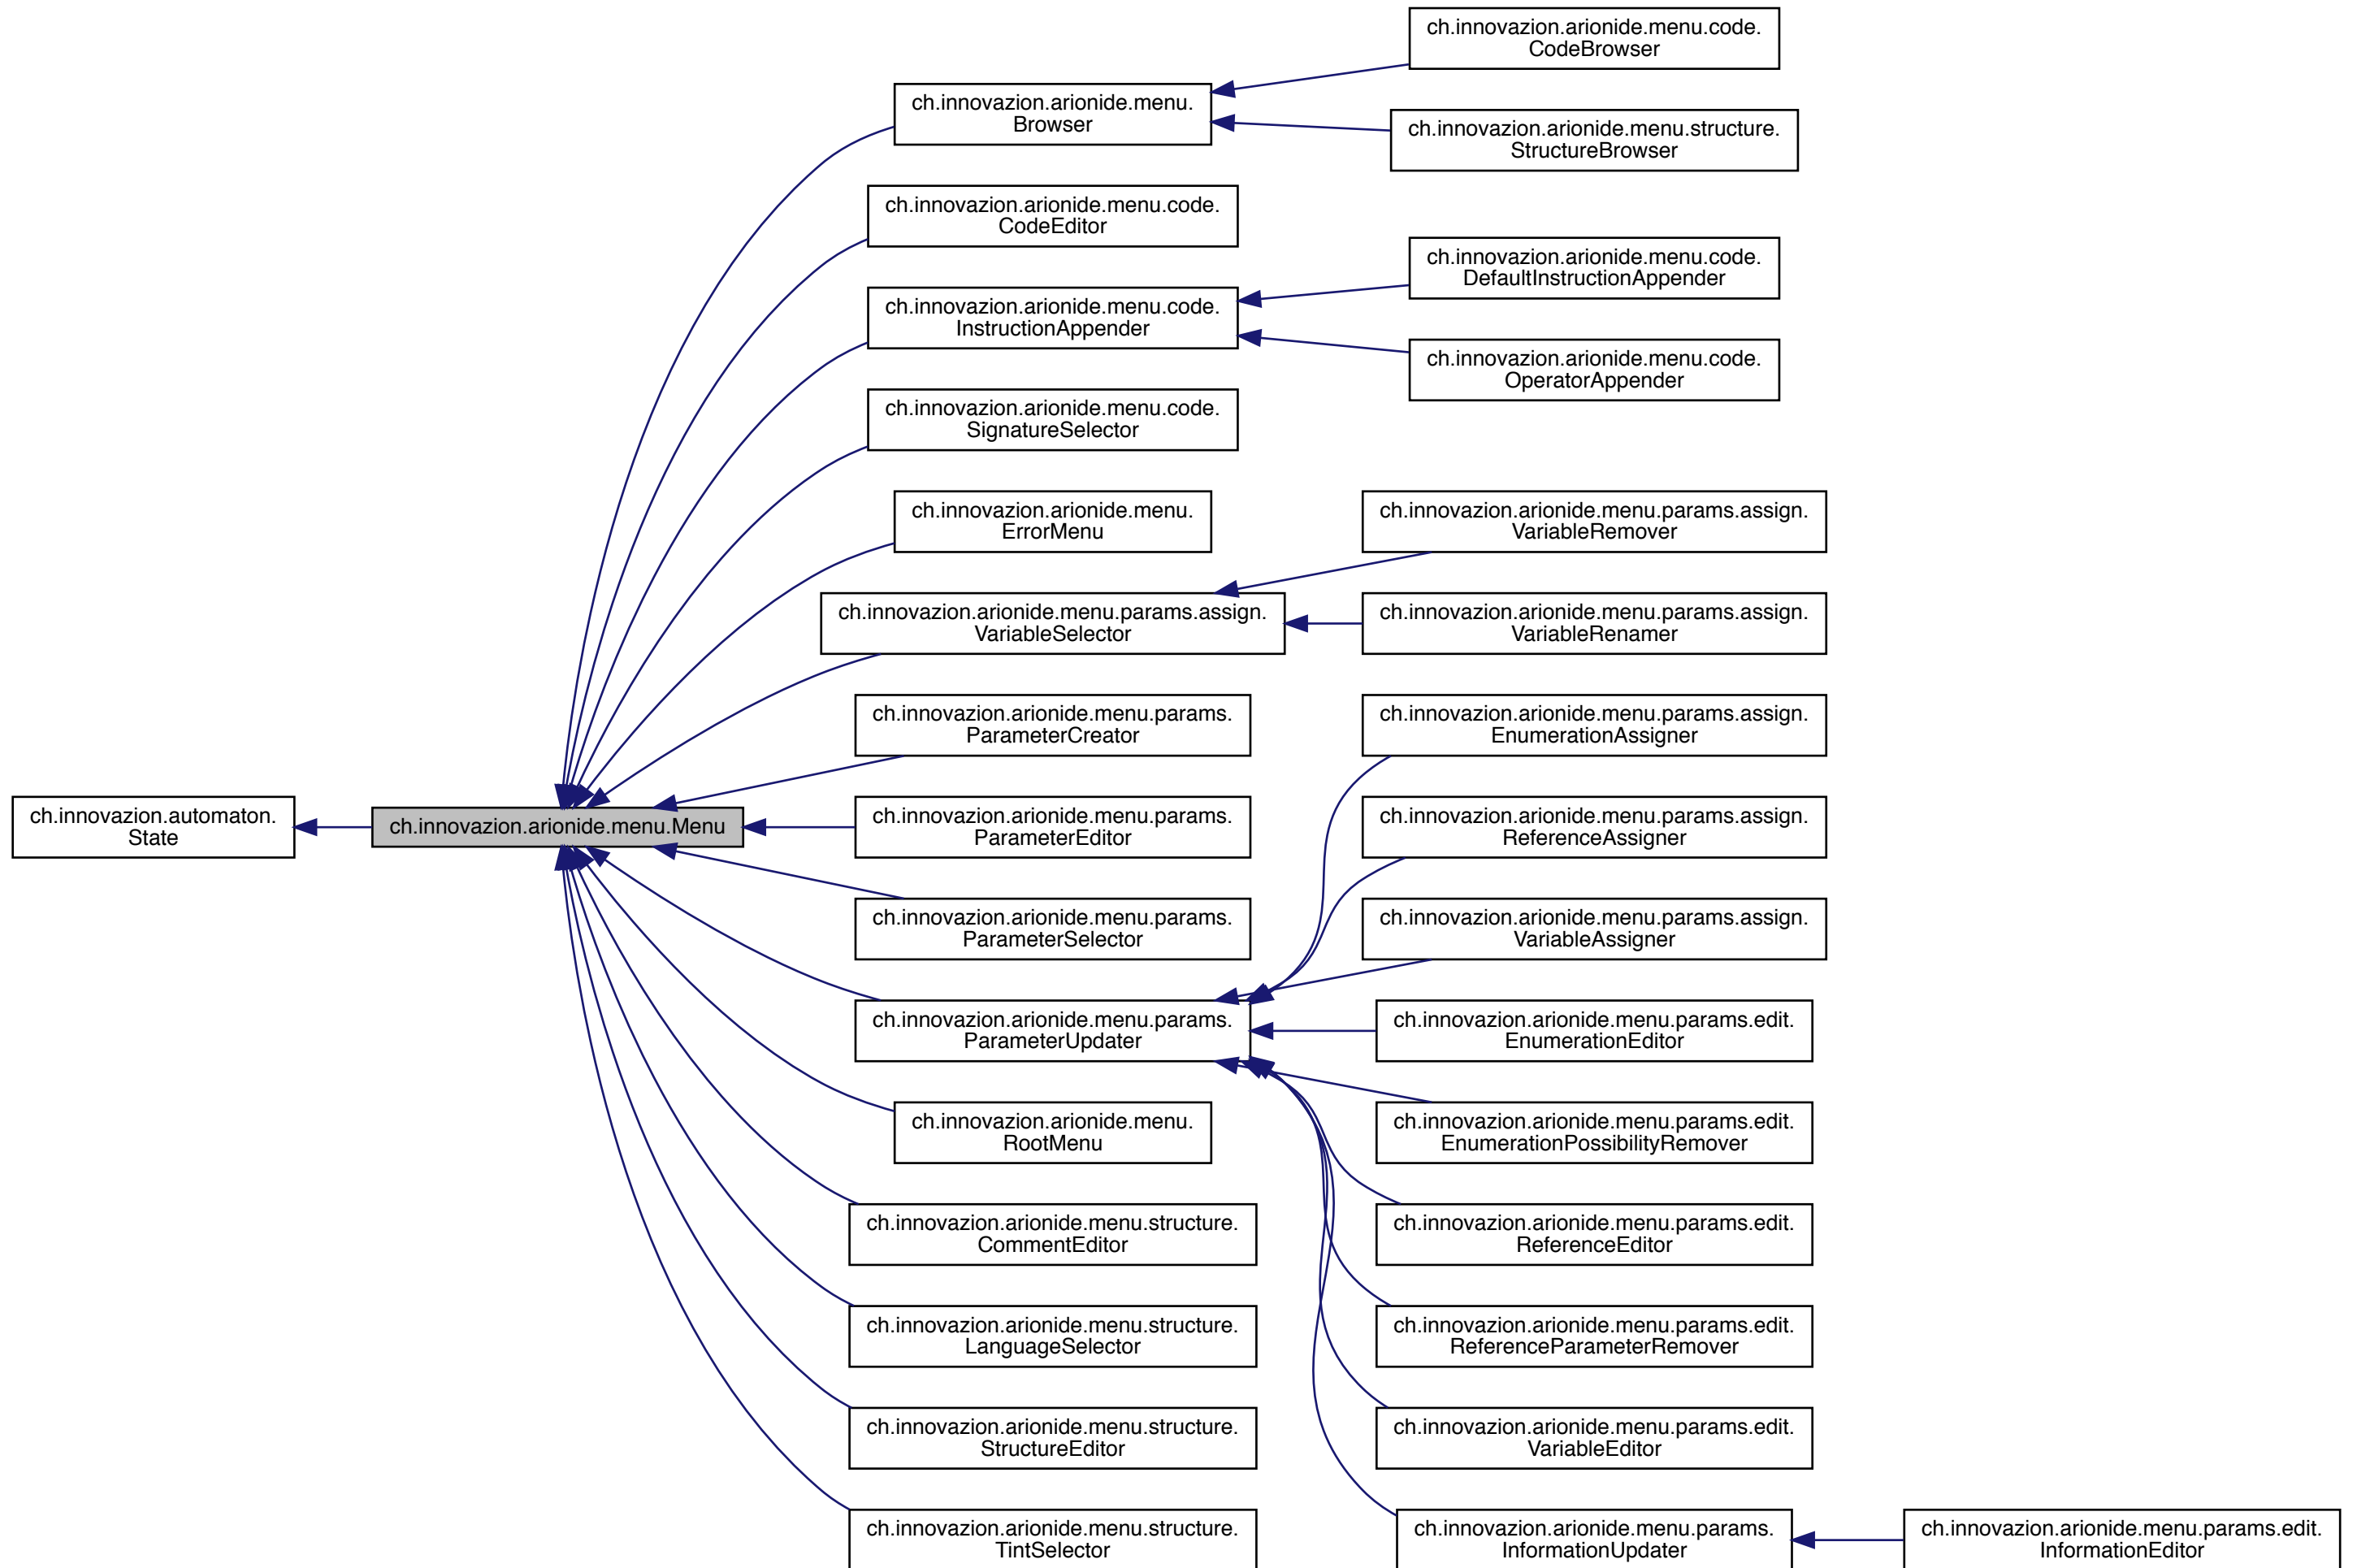 ch.innovazion.automaton.
State
ch.innovazion.arionide.menu.Menu
ch.innovazion.arionide.menu.
Browser
ch.innovazion.arionide.menu.code.
CodeEditor
ch.innovazion.arionide.menu.code.
InstructionAppender
ch.innovazion.arionide.menu.code.
SignatureSelector
ch.innovazion.arionide.menu.
ErrorMenu
ch.innovazion.arionide.menu.params.assign.
VariableSelector
ch.innovazion.arionide.menu.params.
ParameterCreator
ch.innovazion.arionide.menu.params.
ParameterEditor
ch.innovazion.arionide.menu.params.
ParameterSelector
ch.innovazion.arionide.menu.params.
ParameterUpdater
ch.innovazion.arionide.menu.
RootMenu
ch.innovazion.arionide.menu.structure.
CommentEditor
ch.innovazion.arionide.menu.structure.
LanguageSelector
ch.innovazion.arionide.menu.structure.
StructureEditor
ch.innovazion.arionide.menu.structure.
TintSelector
ch.innovazion.arionide.menu.code.
CodeBrowser
ch.innovazion.arionide.menu.structure.
StructureBrowser
ch.innovazion.arionide.menu.code.
DefaultInstructionAppender
ch.innovazion.arionide.menu.code.
OperatorAppender
ch.innovazion.arionide.menu.params.assign.
VariableRemover
ch.innovazion.arionide.menu.params.assign.
VariableRenamer
ch.innovazion.arionide.menu.params.assign.
EnumerationAssigner
ch.innovazion.arionide.menu.params.assign.
ReferenceAssigner
ch.innovazion.arionide.menu.params.assign.
VariableAssigner
ch.innovazion.arionide.menu.params.edit.
EnumerationEditor
ch.innovazion.arionide.menu.params.edit.
EnumerationPossibilityRemover
ch.innovazion.arionide.menu.params.edit.
ReferenceEditor
ch.innovazion.arionide.menu.params.edit.
ReferenceParameterRemover
ch.innovazion.arionide.menu.params.edit.
VariableEditor
ch.innovazion.arionide.menu.params.
InformationUpdater
ch.innovazion.arionide.menu.params.edit.
InformationEditor